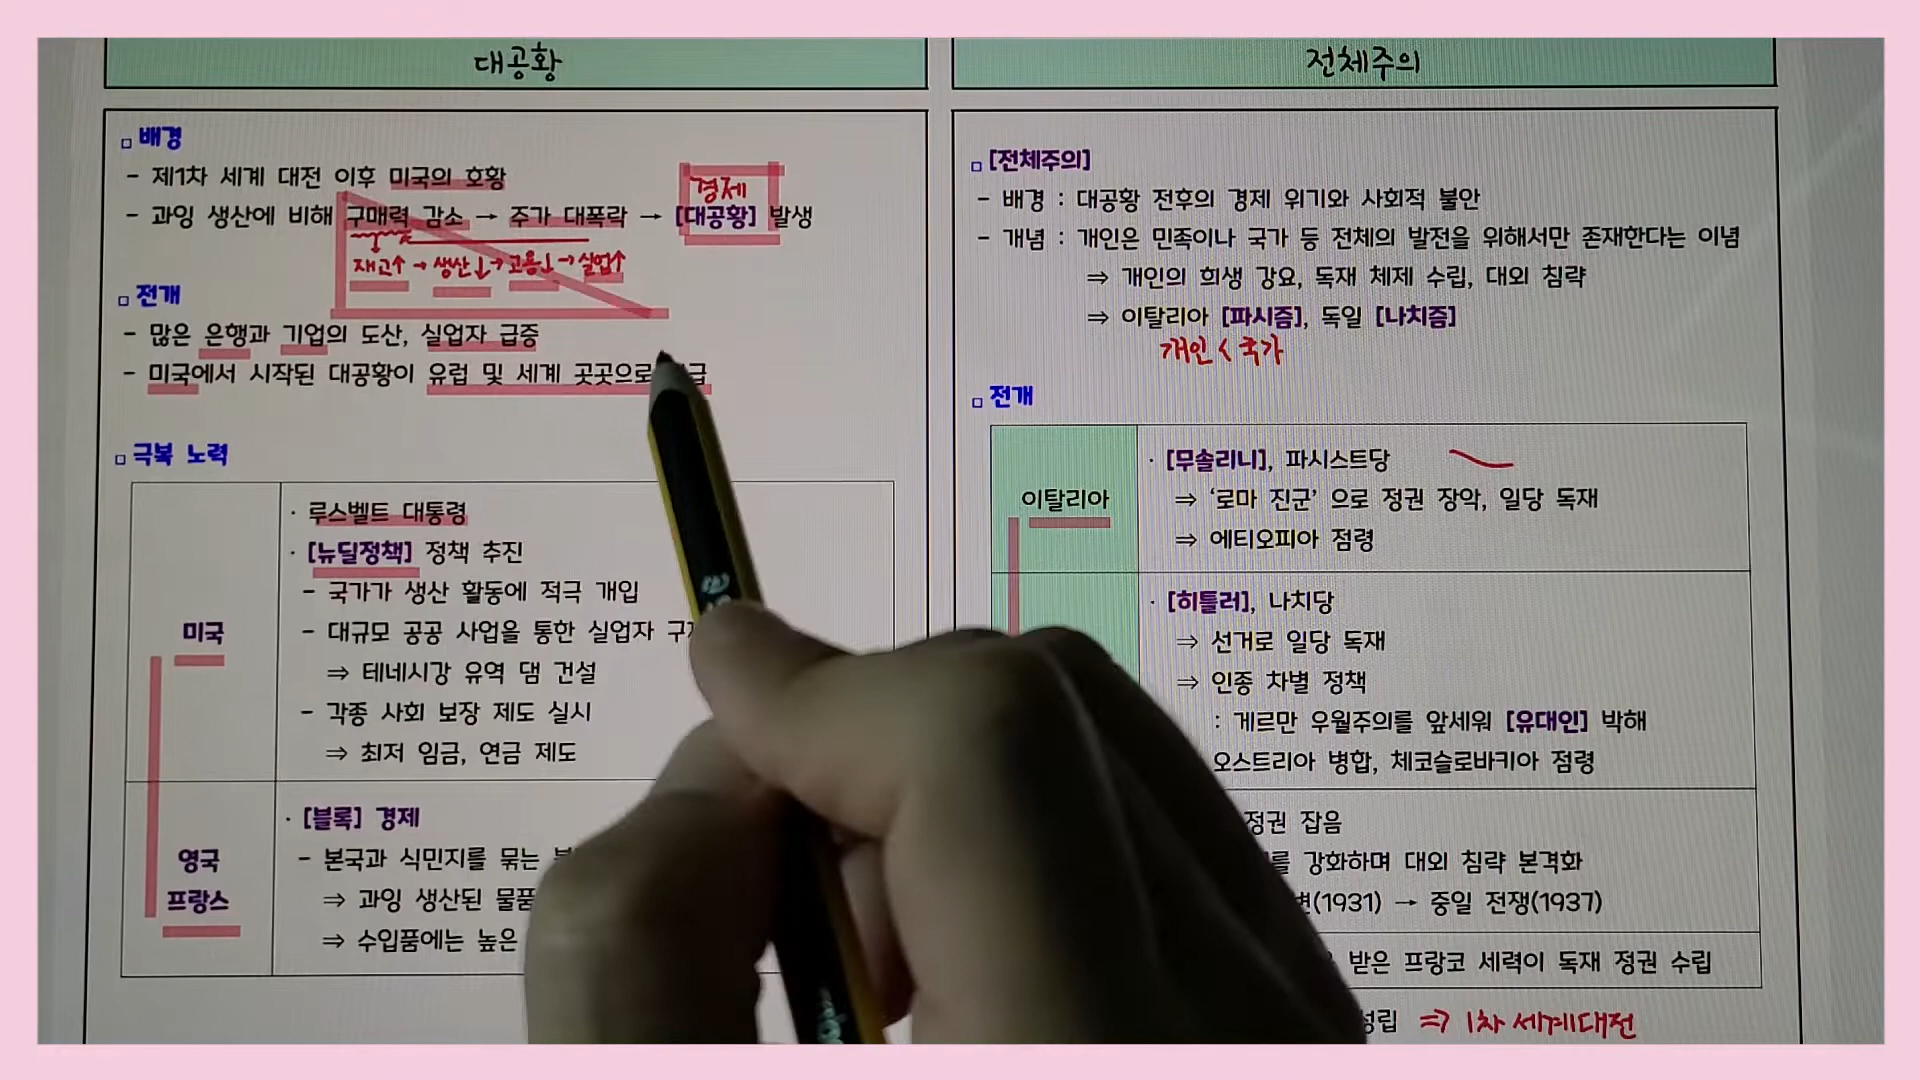 대공황
□ 배경
- 제1차 세계 대전 이후 미국의 호황
경제
- 과잉 생산에 비해 구매력 감소 → 주가 대폭락 → [대공황] 발생
재고↑ → 생산↓ → 고용↓ → 실업↑
□ 전개
- 많은 은행과 기업의 도산, 실업자 급증
- 미국에서 시작된 대공황이 유럽 및 세계 곳곳으로
□ 극복 노력
미국
· 루스벨트 대통령
· [뉴딜정책] 정책 추진
- 국가가 생산 활동에 적극 개입
- 대규모 공공 사업을 통한 실업자
⇒ 테네시강 유역 댐 건설
- 각종 사회 보장 제도 실시
⇒ 최저 임금, 연금 제도
영국
프랑스
· [블록] 경제
- 본국과 식민지를 묶는
⇒ 과잉 생산된 물품
⇒ 수입품에는 높은
전체주의
□ [전체주의]
- 배경 : 대공황 전후의 경제 위기와 사회적 불안
- 개념 : 개인은 민족이나 국가 등 전체의 발전을 위해서만 존재한다는 이념
⇒ 개인의 희생 강요, 독재 체제 수립, 대외 침략
⇒ 이탈리아 [파시즘], 독일 [나치즘]
개인 < 국가
□ 전개
이탈리아
· [무솔리니], 파시스트당
⇒ ‘로마 진군’ 으로 정권 장악, 일당 독재
⇒ 에티오피아 점령
· [히틀러], 나치당
⇒ 선거로 일당 독재
⇒ 인종 차별 정책
: 게르만 우월주의를 앞세워 [유대인] 박해
오스트리아 병합, 체코슬로바키아 점령
정권 잡음
를 강화하며 대외 침략 본격화
변(1931) → 중일 전쟁(1937)
받은 프랑코 세력이 독재 정권 수립
성립 ⇒ 1차 세계대전